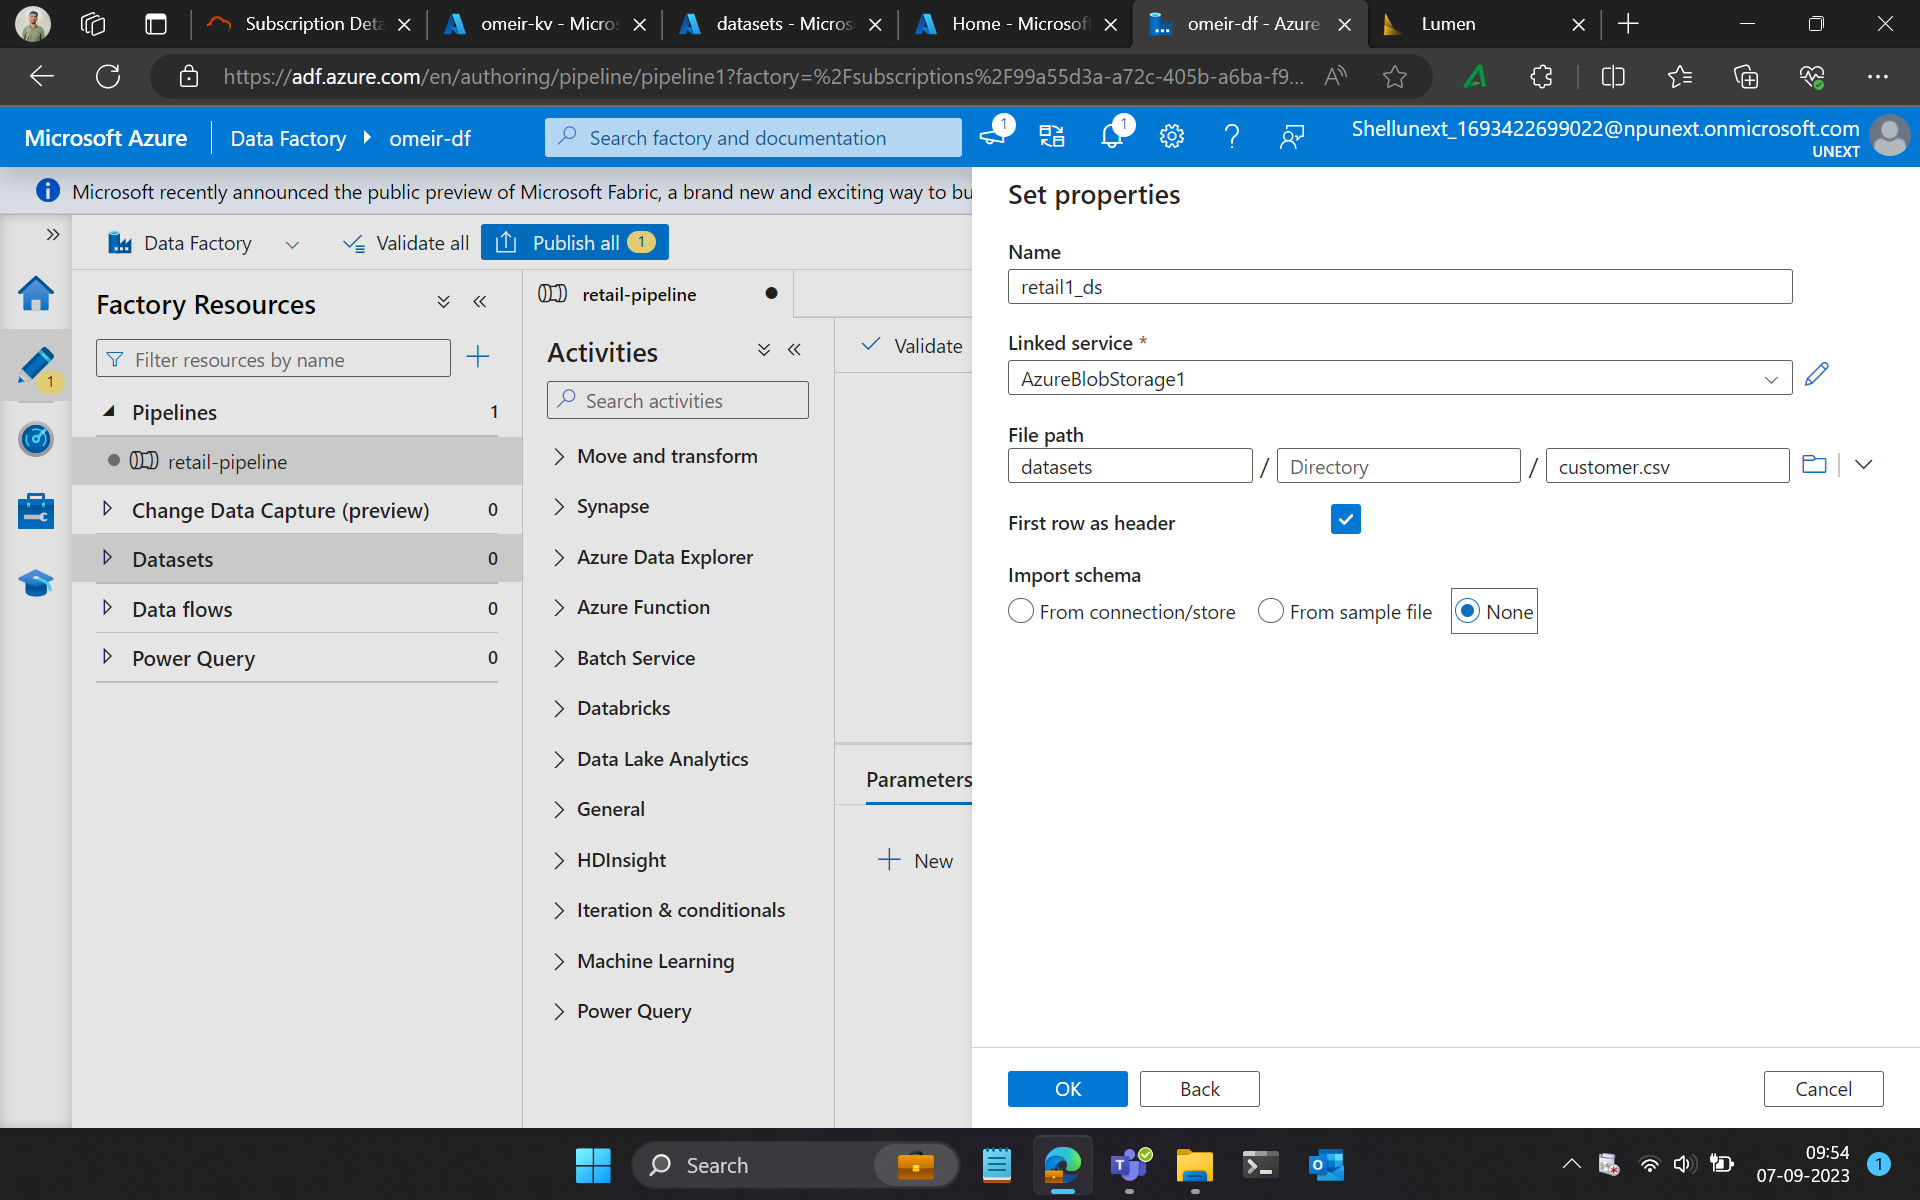 Subscription Deta
omeir-kv - Micros
datasets - Micros
Home - Microsoft
omeir-df - Azure
Lumen
https://adf.azure.com/en/authoring/pipeline/pipeline1?factory=%2Fsubscriptions%2F99a55d3a-a72c-405b-a6ba-f9...
Microsoft Azure
Data Factory
omeir-df
Search factory and documentation
1
1
Shellunext_1693422699022@npunext.onmicrosoft.com
UNEXT
Microsoft recently announced the public preview of Microsoft Fabric, a brand new and exciting way to bu
Data Factory
Validate all
Publish all 1
1
Factory Resources
Filter resources by name
Pipelines 1
retail-pipeline
Change Data Capture (preview) 0
Datasets 0
Data flows 0
Power Query 0
retail-pipeline
Activities
Search activities
Move and transform
Synapse
Azure Data Explorer
Azure Function
Batch Service
Databricks
Data Lake Analytics
General
HDInsight
Iteration & conditionals
Machine Learning
Power Query
Validate
Parameters
New
Set properties
Name
retail1_ds
Linked service *
AzureBlobStorage1
File path
datasets / Directory / customer.csv
First row as header
Import schema
From connection/store From sample file None
OK Back Cancel
Search
09:54
07-09-2023
1